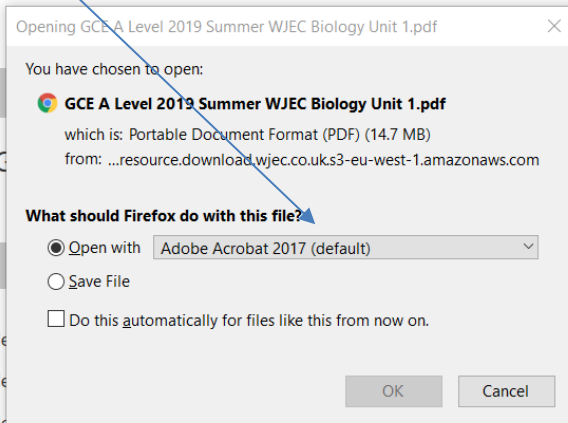 Opening GCE A Level 2019 Summer WJEC Biology Unit 1.pdf
You have chosen to open:
GCE A Level 2019 Summer WJEC Biology Unit 1.pdf
which is: Portable Document Format (PDF) (14.7 MB)
from: ...resource.download.wjec.co.uk.s3-eu-west-1.amazonaws.com
What should Firefox do with this file?
Open with Adobe Acrobat 2017 (default)
Save File
Do this automatically for files like this from now on.
OK Cancel